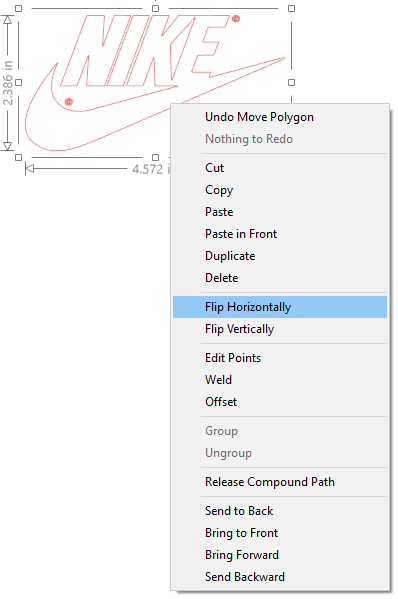 NIKE
®
2.386 in
4.572 i
Undo Move Polygon
Nothing to Redo
Cut
Copy
Paste
Paste in Front
Duplicate
Delete
Flip Horizontally
Flip Vertically
Edit Points
Weld
Offset
Group
Ungroup
Release Compound Path
Send to Back
Bring to Front
Bring Forward
Send Backward